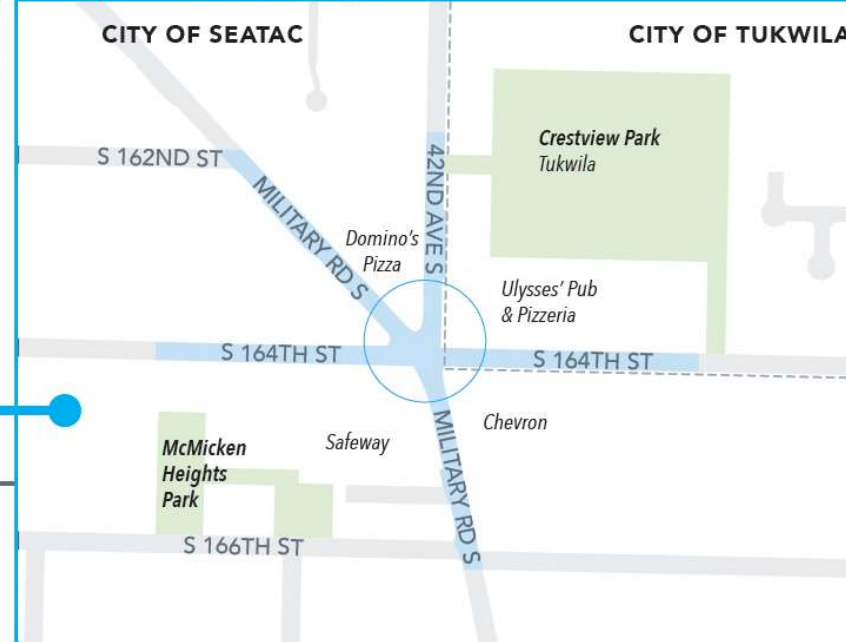 CITY OF SEATAC
CITY OF TUKWILA
Crestview Park
Tukwila
S 162ND ST
42ND AVE S
MILITARY RD S
Domino's
Pizza
Ulysses' Pub
& Pizzeria
S 164TH ST
S 164TH ST
McMicken
Heights
Park
Safeway
Chevron
MILITARY RD S
S 166TH ST